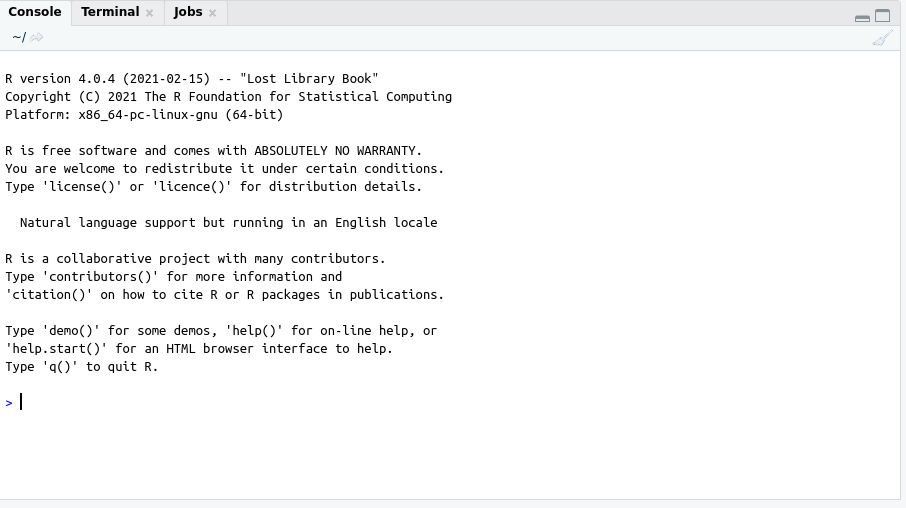 Console Terminal Jobs
~/
R version 4.0.4 (2021-02-15) -- "Lost Library Book"
Copyright (C) 2021 The R Foundation for Statistical Computing
Platform: x86_64-pc-linux-gnu (64-bit)
R is free software and comes with ABSOLUTELY NO WARRANTY.
You are welcome to redistribute it under certain conditions.
Type 'license()' or 'licence()' for distribution details.
Natural language support but running in an English locale
R is a collaborative project with many contributors.
Type 'contributors()' for more information and
'citation()' on how to cite R or R packages in publications.
Type 'demo()' for some demos, 'help()' for on-line help, or
'help.start()' for an HTML browser interface to help.
Type 'q()' to quit R.
>